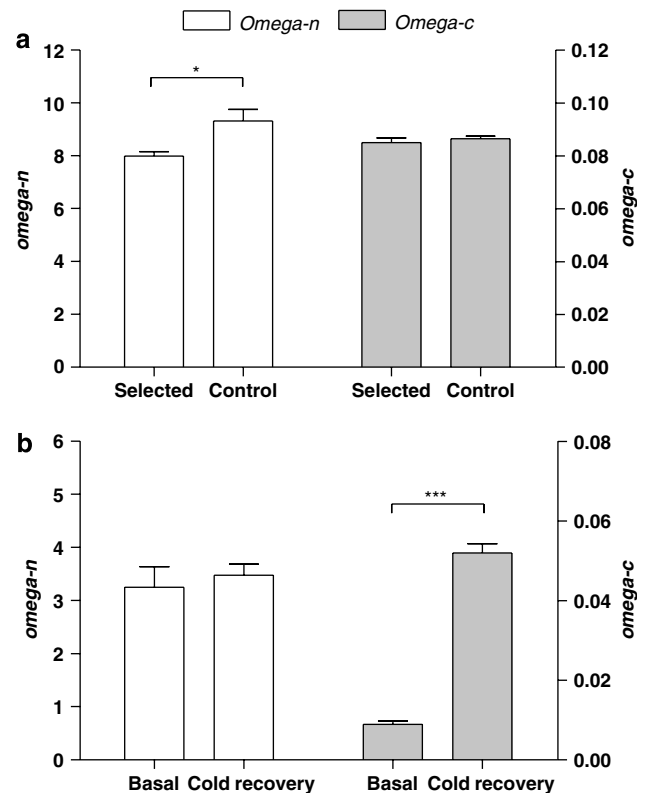 Omega-n Omega-c
a
12 0.12
*
10 0.10
8 0.08
omega-n omega-c
6 0.06
4 0.04
2 0.02
0 0.00
Selected Control Selected Control
b
6 0.08
5
*** 
0.06
4
omega-n omega-c
3 0.04
2
0.02
1
0 0.00
Basal Cold recovery Basal Cold recovery